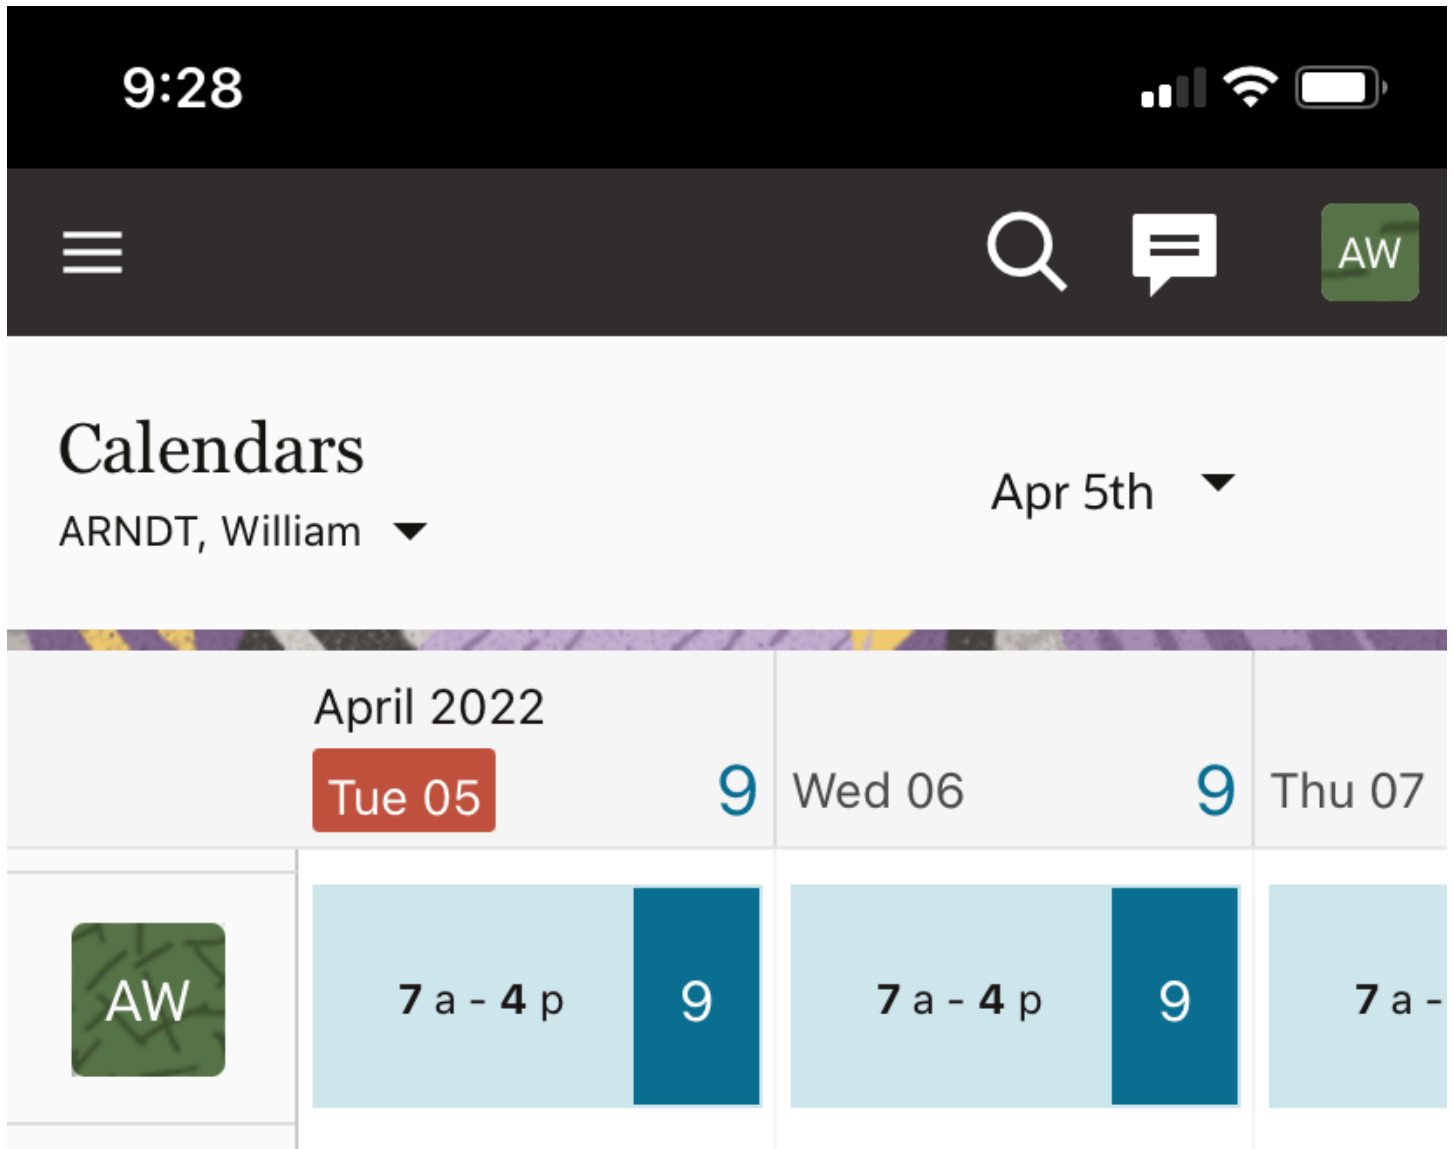 9:28
AW
Calendars
ARNDT, William
Apr 5th
April 2022
Tue 05 9 Wed 06 9 Thu 07
AW 7 a - 4 p 9 7 a - 4 p 9 7 a -